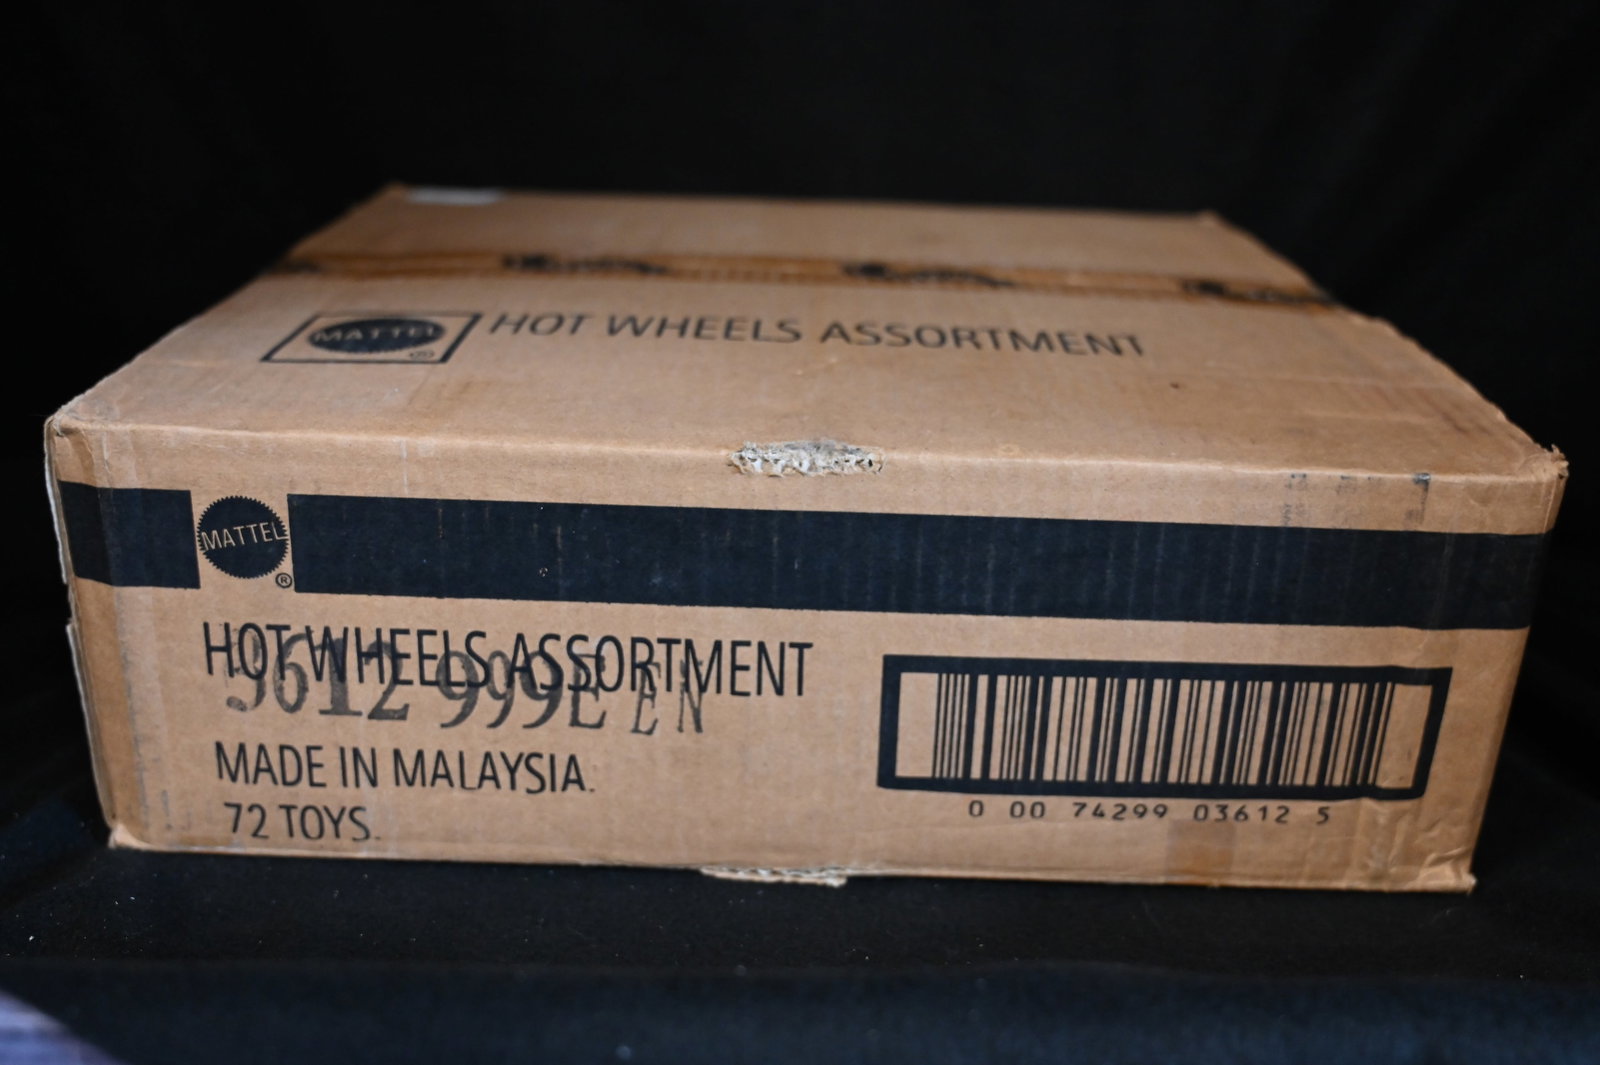 MATTEL
®
HOT WHEELS ASSORTMENT
MATTEL
®
HOT WHEELS ASSORTMENT
3612 999E EN
MADE IN MALAYSIA.
72 TOYS.
0 00 74299 03612 5